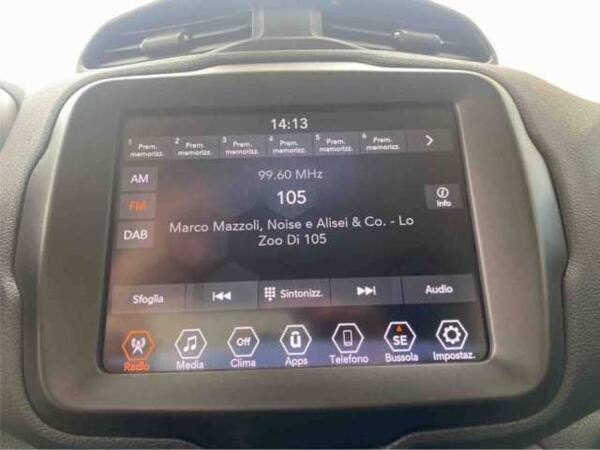 14:13
1 Prem. memorizz. 2 Prem. memorizz. 3 Prem. memorizz. 4 Prem. memorizz. 5 Prem. memorizz. 6 Prem. memorizz.
AM
99.60 MHz
FM
105
Info
DAB
Marco Mazzoli, Noise e Alisei & Co. - Lo
Zoo Di 105
Sfoglia Sintonizz. Audio
Off SE
Radio Media Clima Apps Telefono Bussola Impostaz.